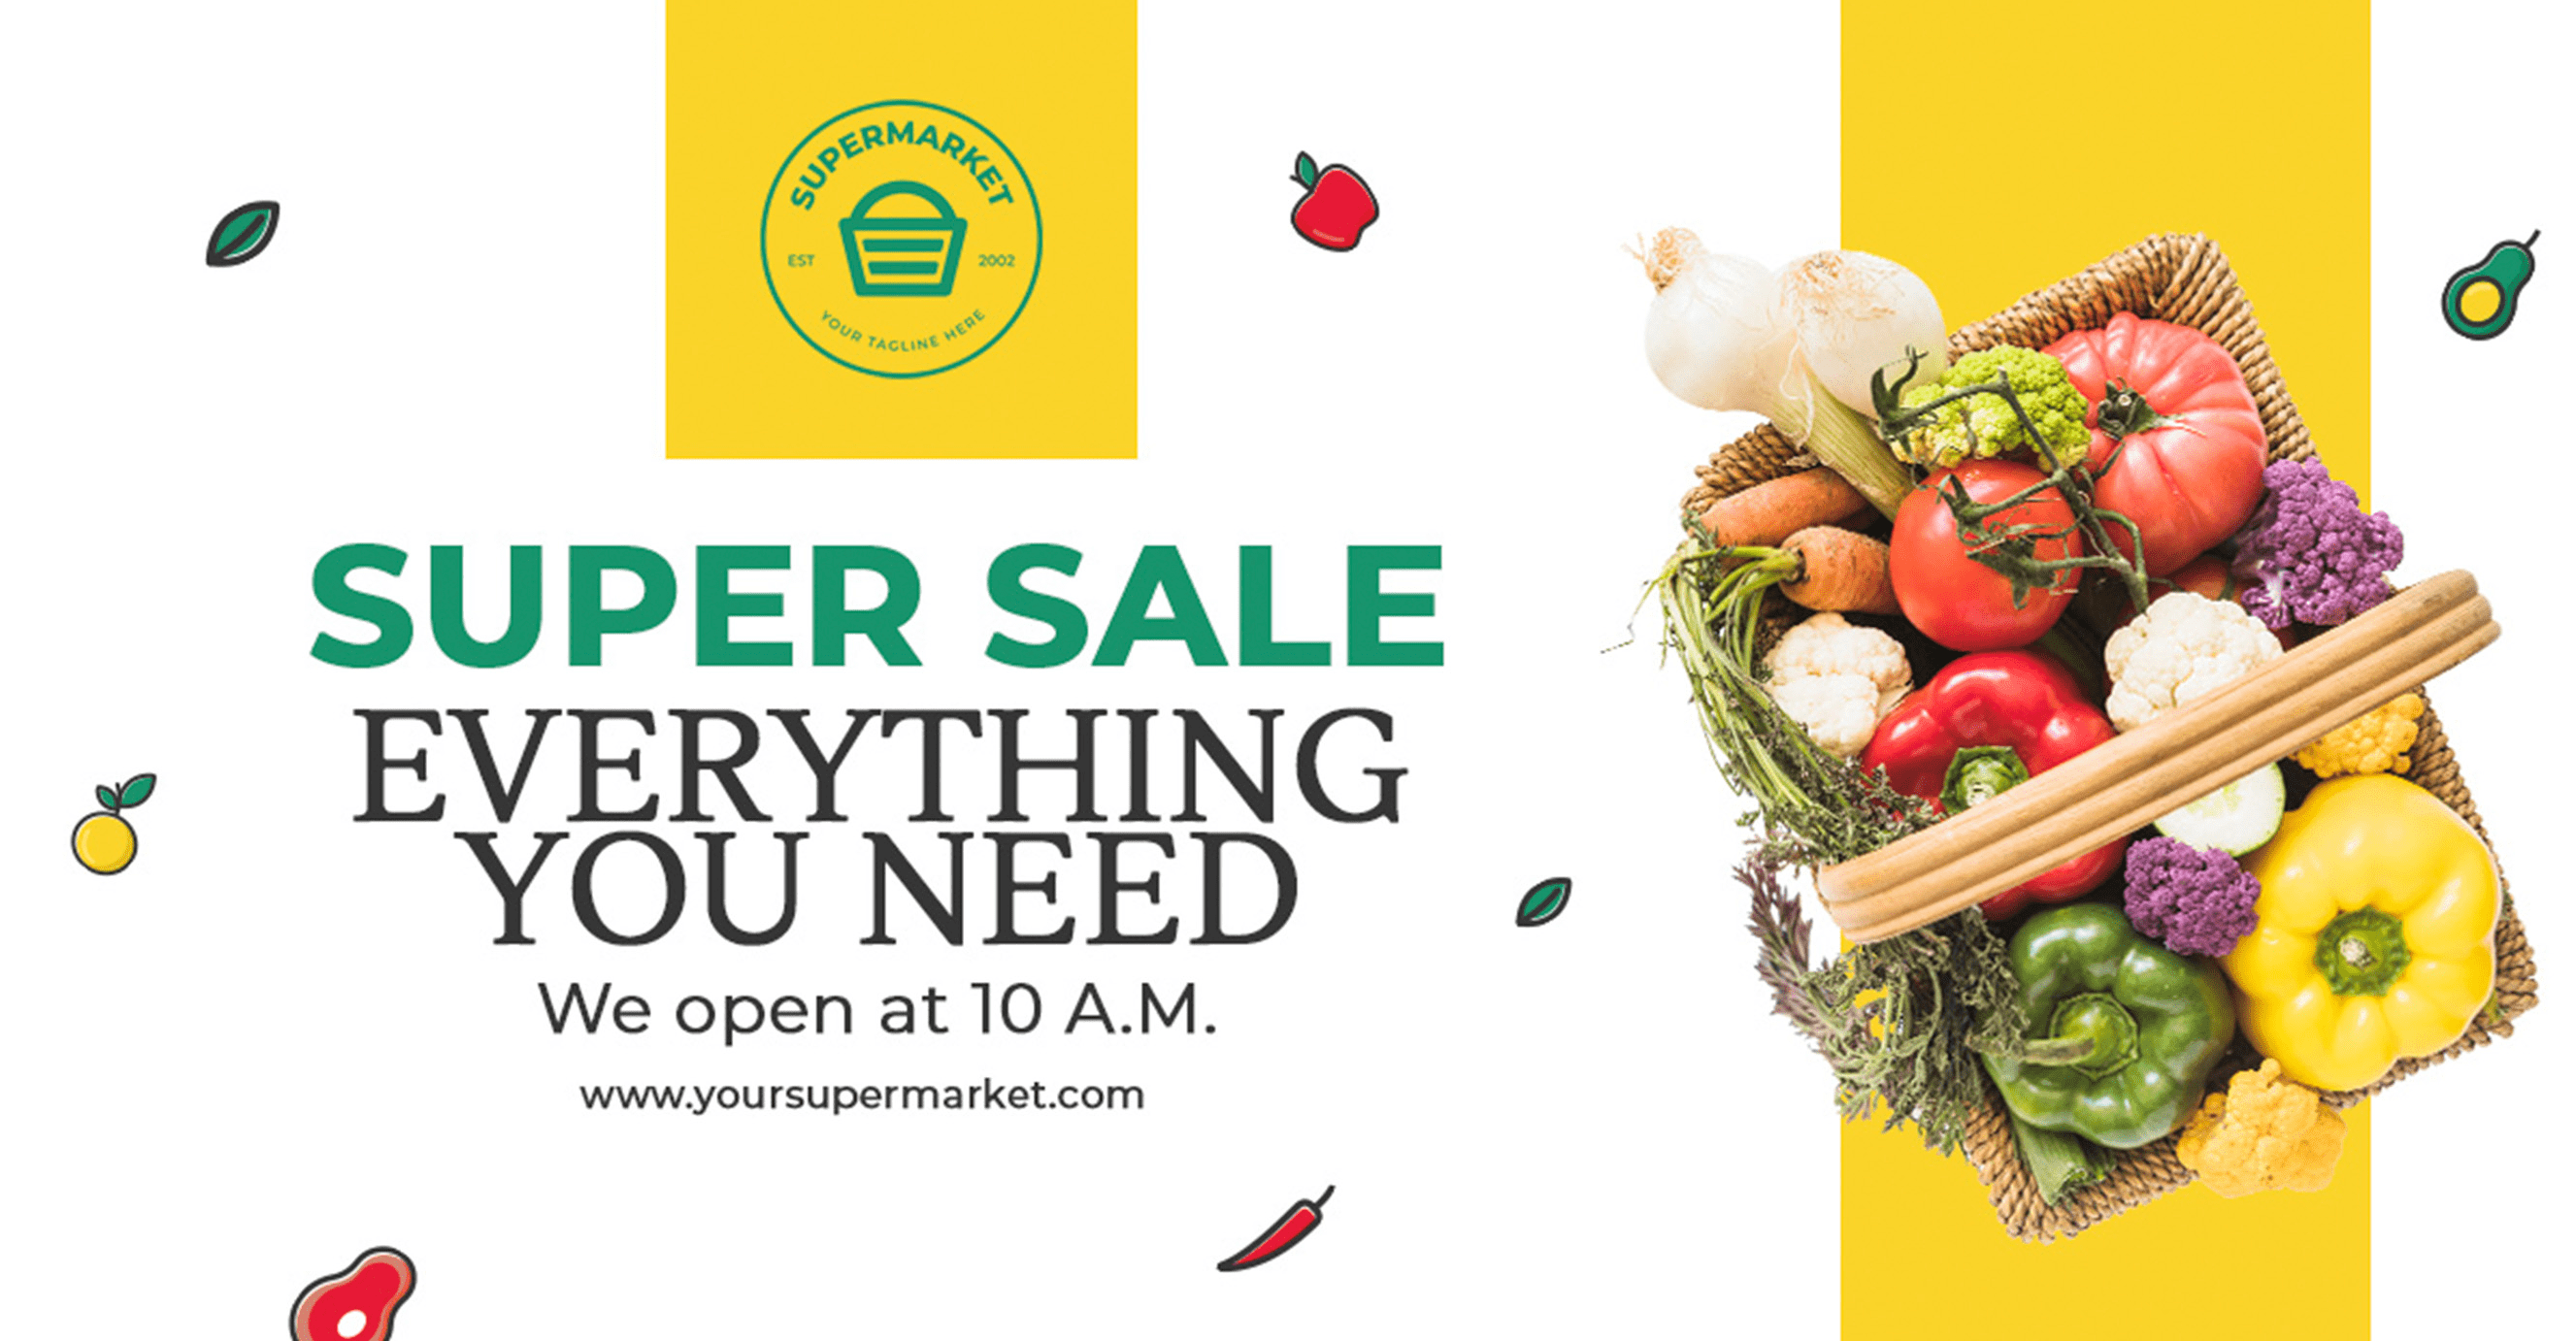 SUPERMARKET
EST 2002
YOUR TAGLINE HERE
SUPER SALE
EVERYTHING
YOU NEED
We open at 10 A.M.
www.yoursupermarket.com